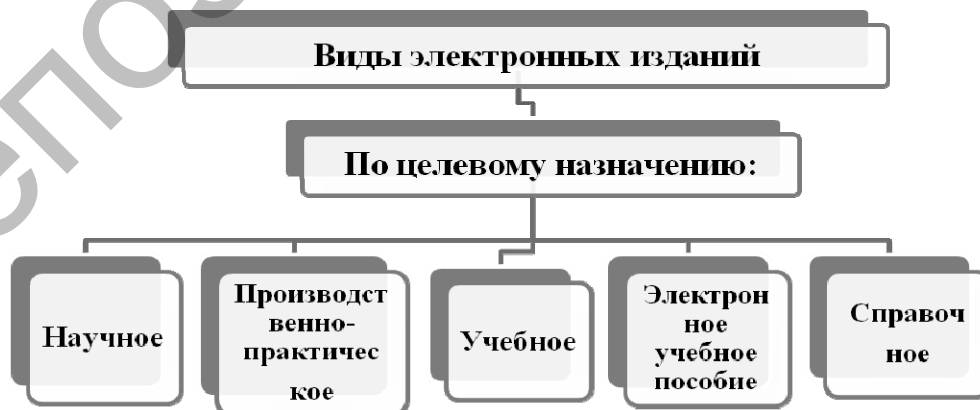 Виды электронных изданий
По целевому назначению:
Научное
Производст
венно-
практичес
кое
Учебное
Электрон
ное
учебное
пособие
Справоч
ное